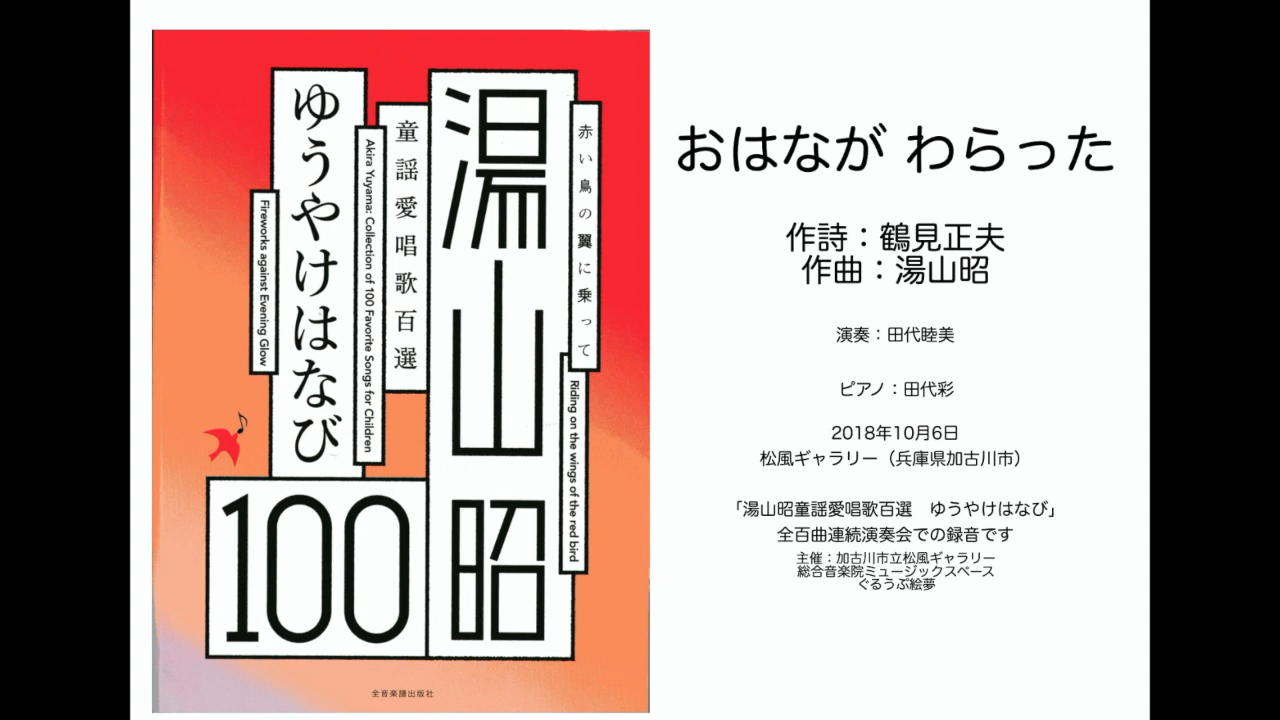 赤い鳥の翼に乗って
Riding on the wings of the red bird
湯山昭
童謡愛唱歌百選
Akira Yuyama: Collection of 100 Favorite Songs for Children
ゆうやけはなび
Fireworks against Evening Glow
100
全音楽譜出版社
おはなが わらった
作詩：鶴見正夫
作曲：湯山昭
演奏：田代睦美
ピアノ：田代彩
2018年10月6日
松風ギャラリー（兵庫県加古川市）
「湯山昭童謡愛唱歌百選　ゆうやけはなび」
全百曲連続演奏会での録音です
主催：加古川市立松風ギャラリー
総合音楽院ミュージックスペース
ぐるうぷ絵夢